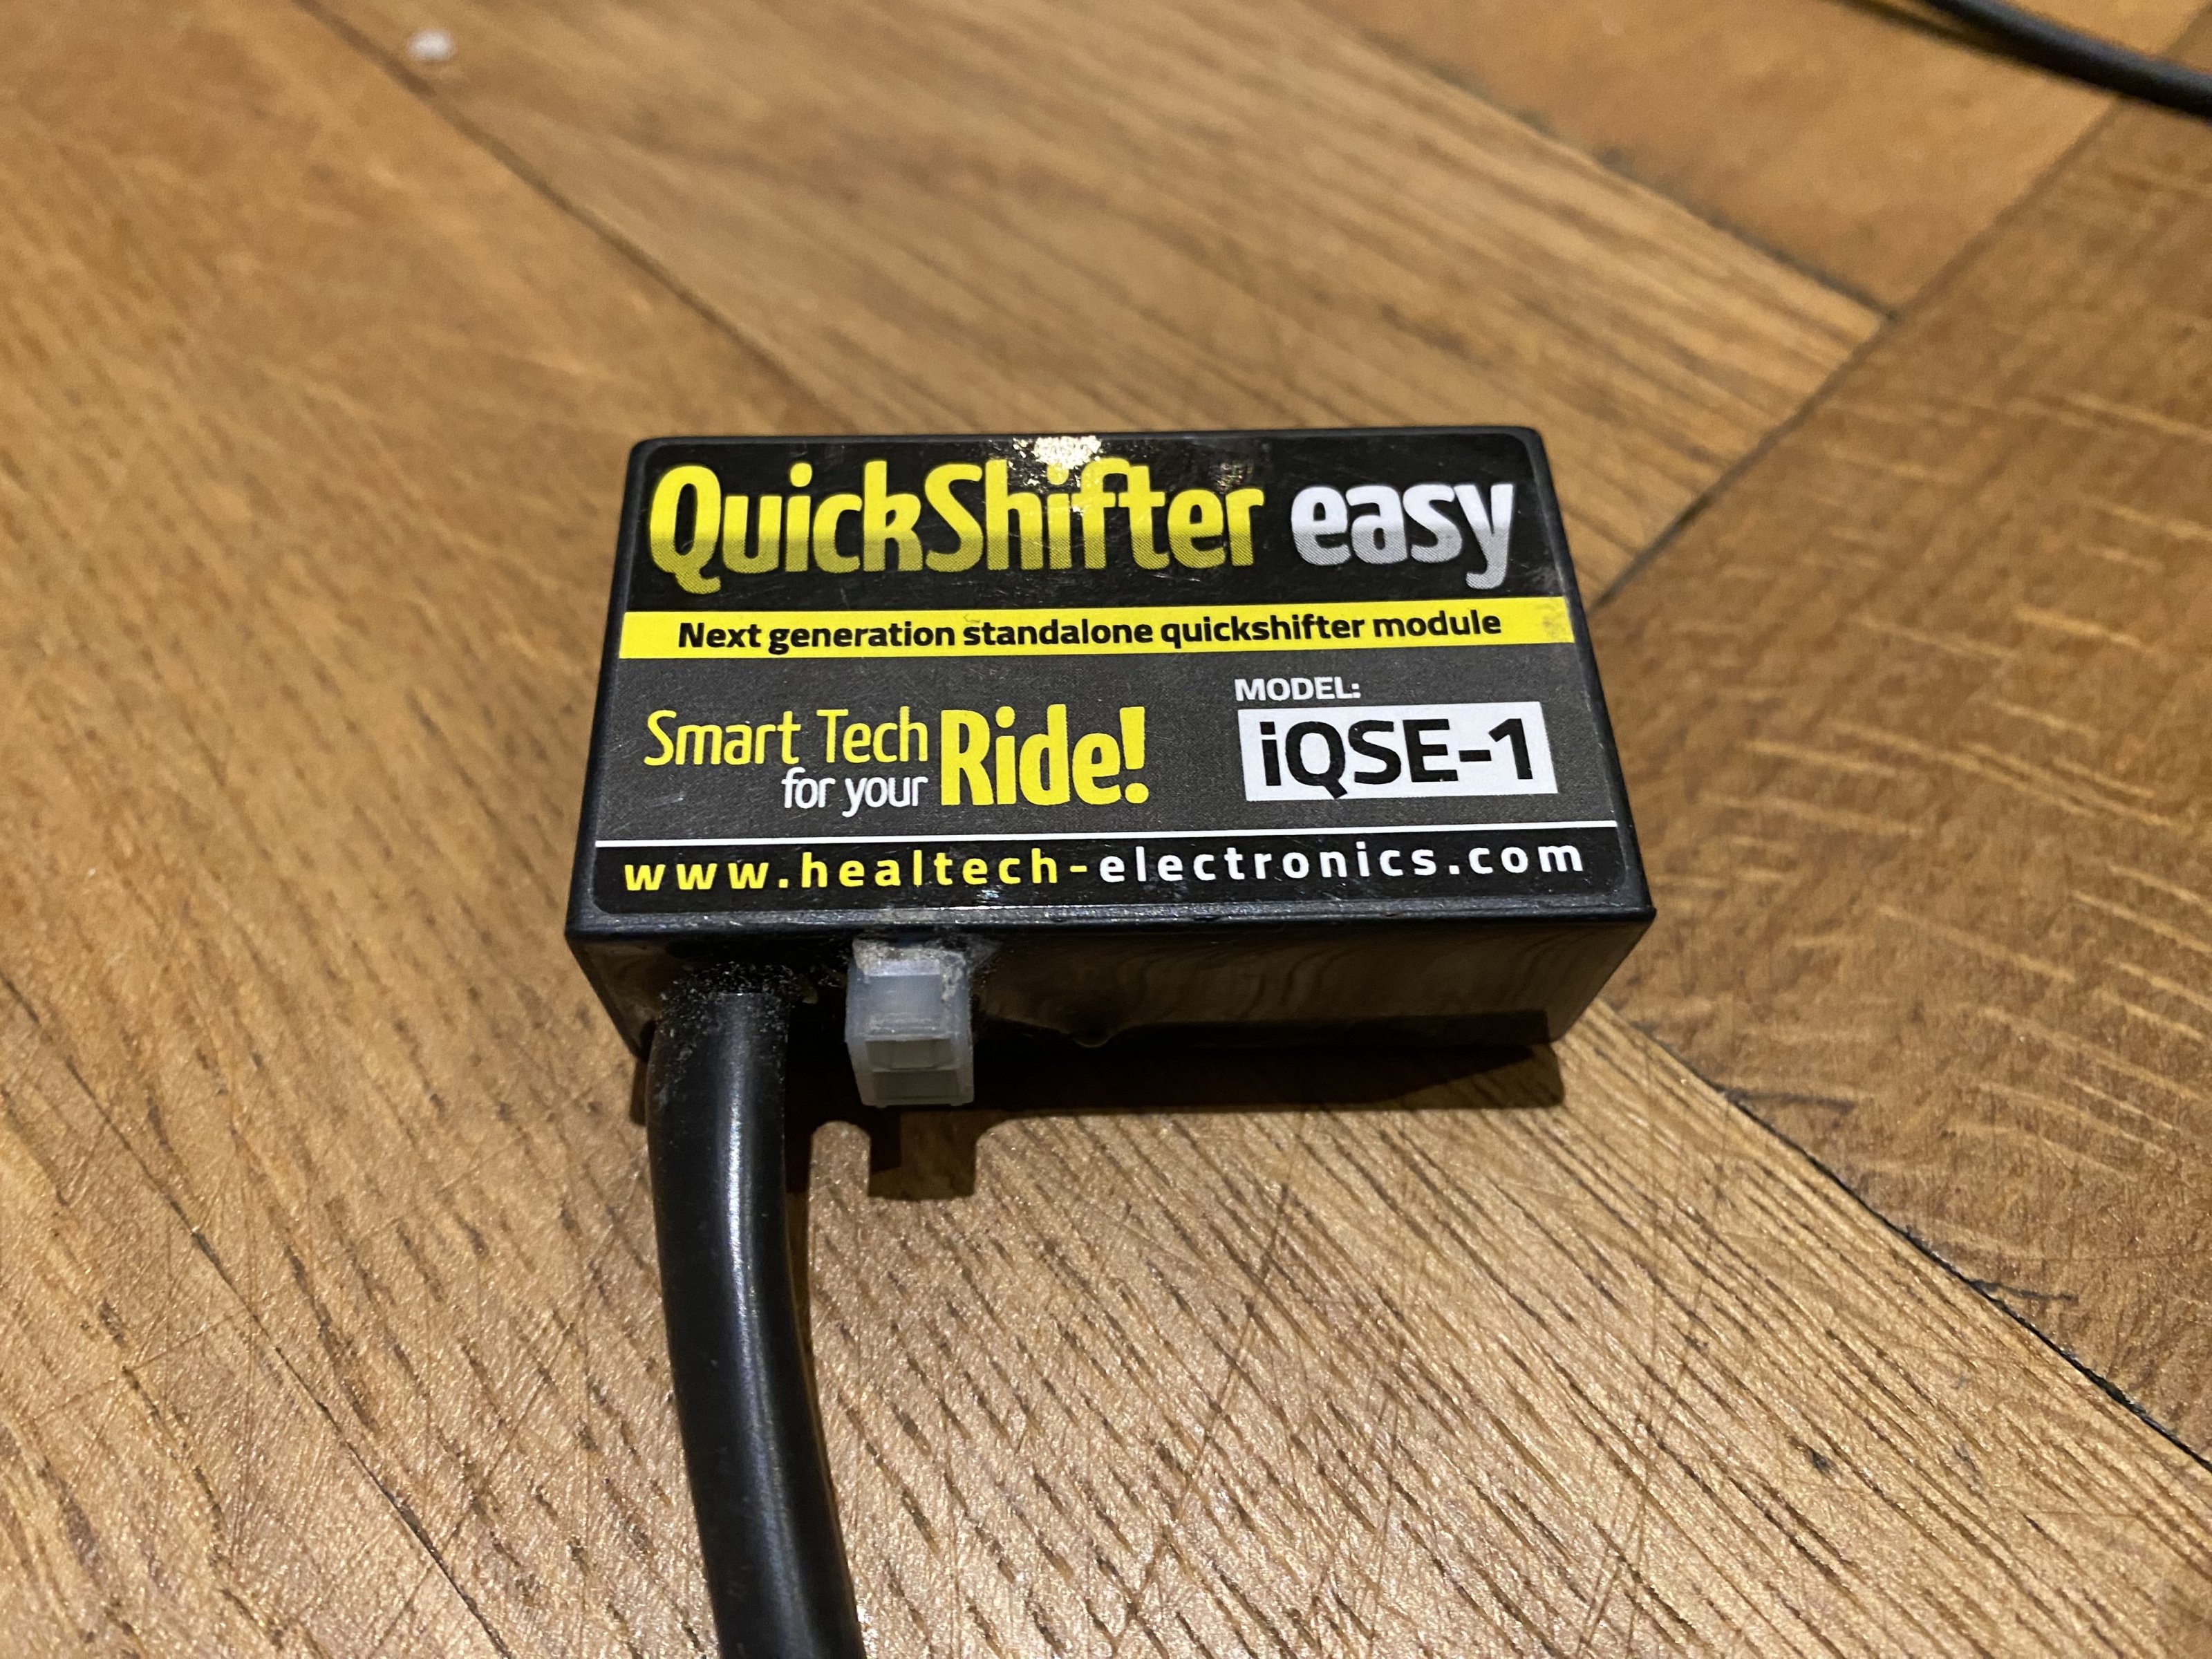 QuickShifter easy
Next generation standalone quickshifter module
Smart Tech
for your Ride!
MODEL:
iQSE-1
www.healtech-electronics.com